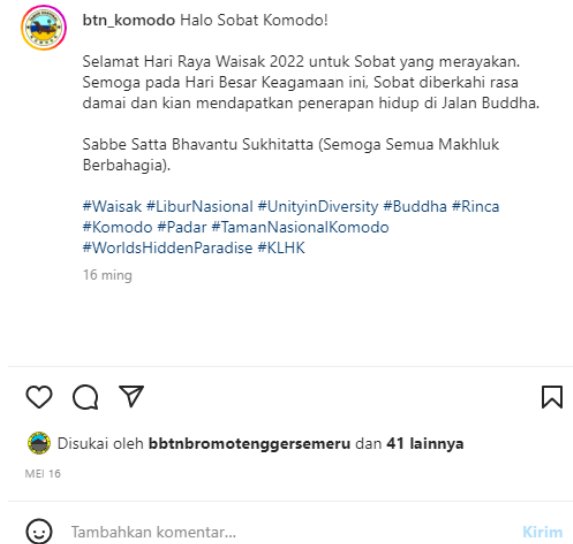 btn_komodo Halo Sobat Komodo!
Selamat Hari Raya Waisak 2022 untuk Sobat yang merayakan.
Semoga pada Hari Besar Keagamaan ini, Sobat diberkahi rasa
damai dan kian mendapatkan penerapan hidup di Jalan Buddha.
Sabbe Satta Bhavantu Sukhitatta (Semoga Semua Makhluk
Berbahagia).
#Waisak #LiburNasional #UnityinDiversity #Buddha #Rinca
#Komodo #Padar #TamanNasionalKomodo
#WorldsHiddenParadise #KLHK
16 ming
Disukai oleh bbtnbromotenggersemeru dan 41 lainnya
MEI 16
Tambahkan komentar...
Kirim